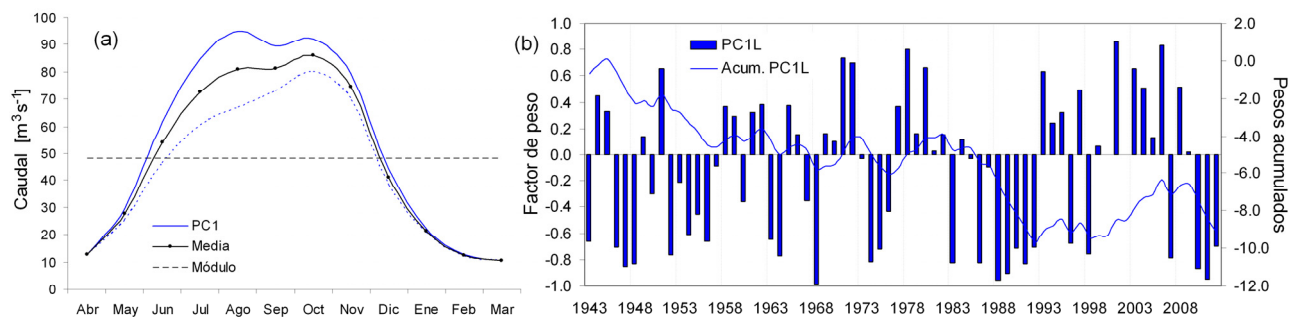 (a)
Caudal [m³s⁻¹]
100
90
80
70
60
50
40
30
20
10
0
PC1
Media
Módulo
Abr May Jun Jul Ago Sep Oct Nov Dic Ene Feb Mar
(b)
Factor de peso
1.0
0.8
0.6
0.4
0.2
0.0
-0.2
-0.4
-0.6
-0.8
-1.0
PC1L
Acum. PC1L
2.0
0.0
-2.0
-4.0
-6.0
-8.0
-10.0
-12.0
Pesos acumulados
1943 1948 1953 1958 1963 1968 1973 1978 1983 1988 1993 1998 2003 2008